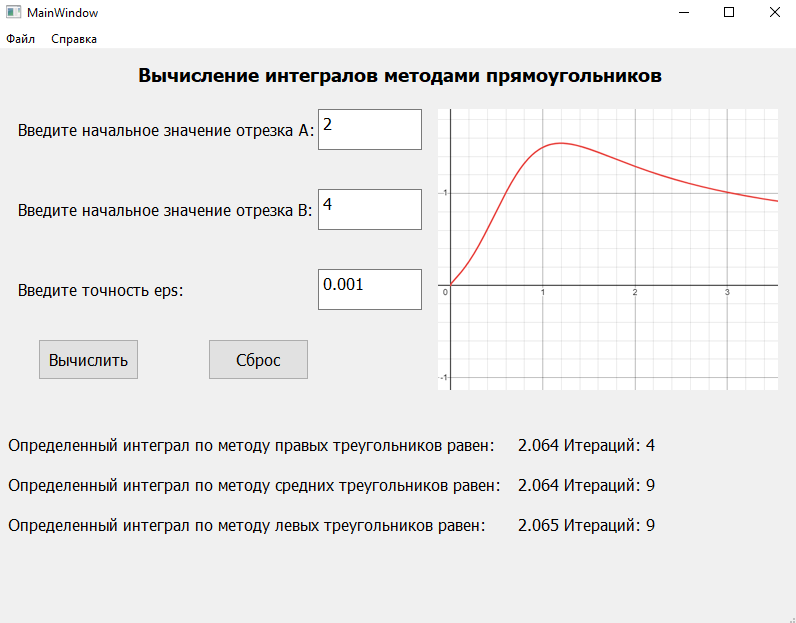 MainWindow
Файл Справка
Вычисление интегралов методами прямоугольников
Введите начальное значение отрезка A: 2
Введите начальное значение отрезка B: 4
Введите точность eps: 0.001
Вычислить Сброс
1
0 1 2 3
-1
Определенный интеграл по методу правых треугольников равен: 2.064 Итераций: 4
Определенный интеграл по методу средних треугольников равен: 2.064 Итераций: 9
Определенный интеграл по методу левых треугольников равен: 2.065 Итераций: 9